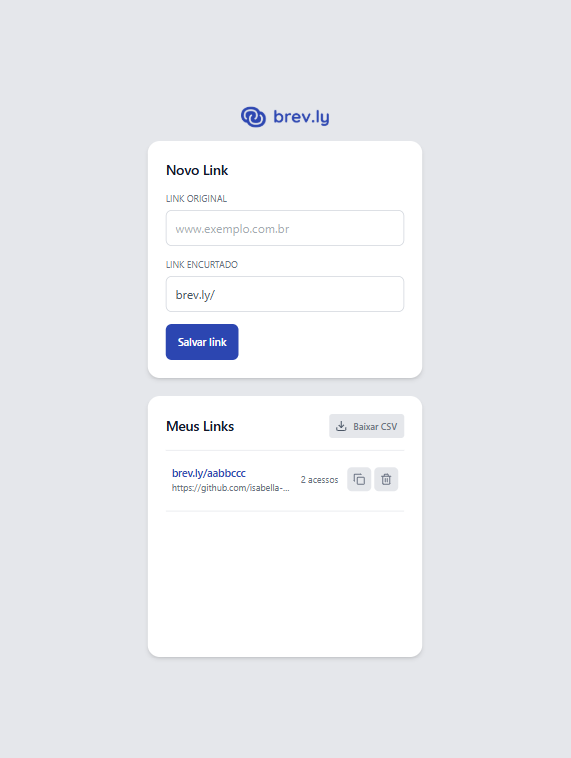 brev.ly
Novo Link
LINK ORIGINAL
www.exemplo.com.br
LINK ENCURTADO
brev.ly/
Salvar link
Meus Links
Baixar CSV
brev.ly/aabbccc
2 acessos
https://github.com/isabella-...